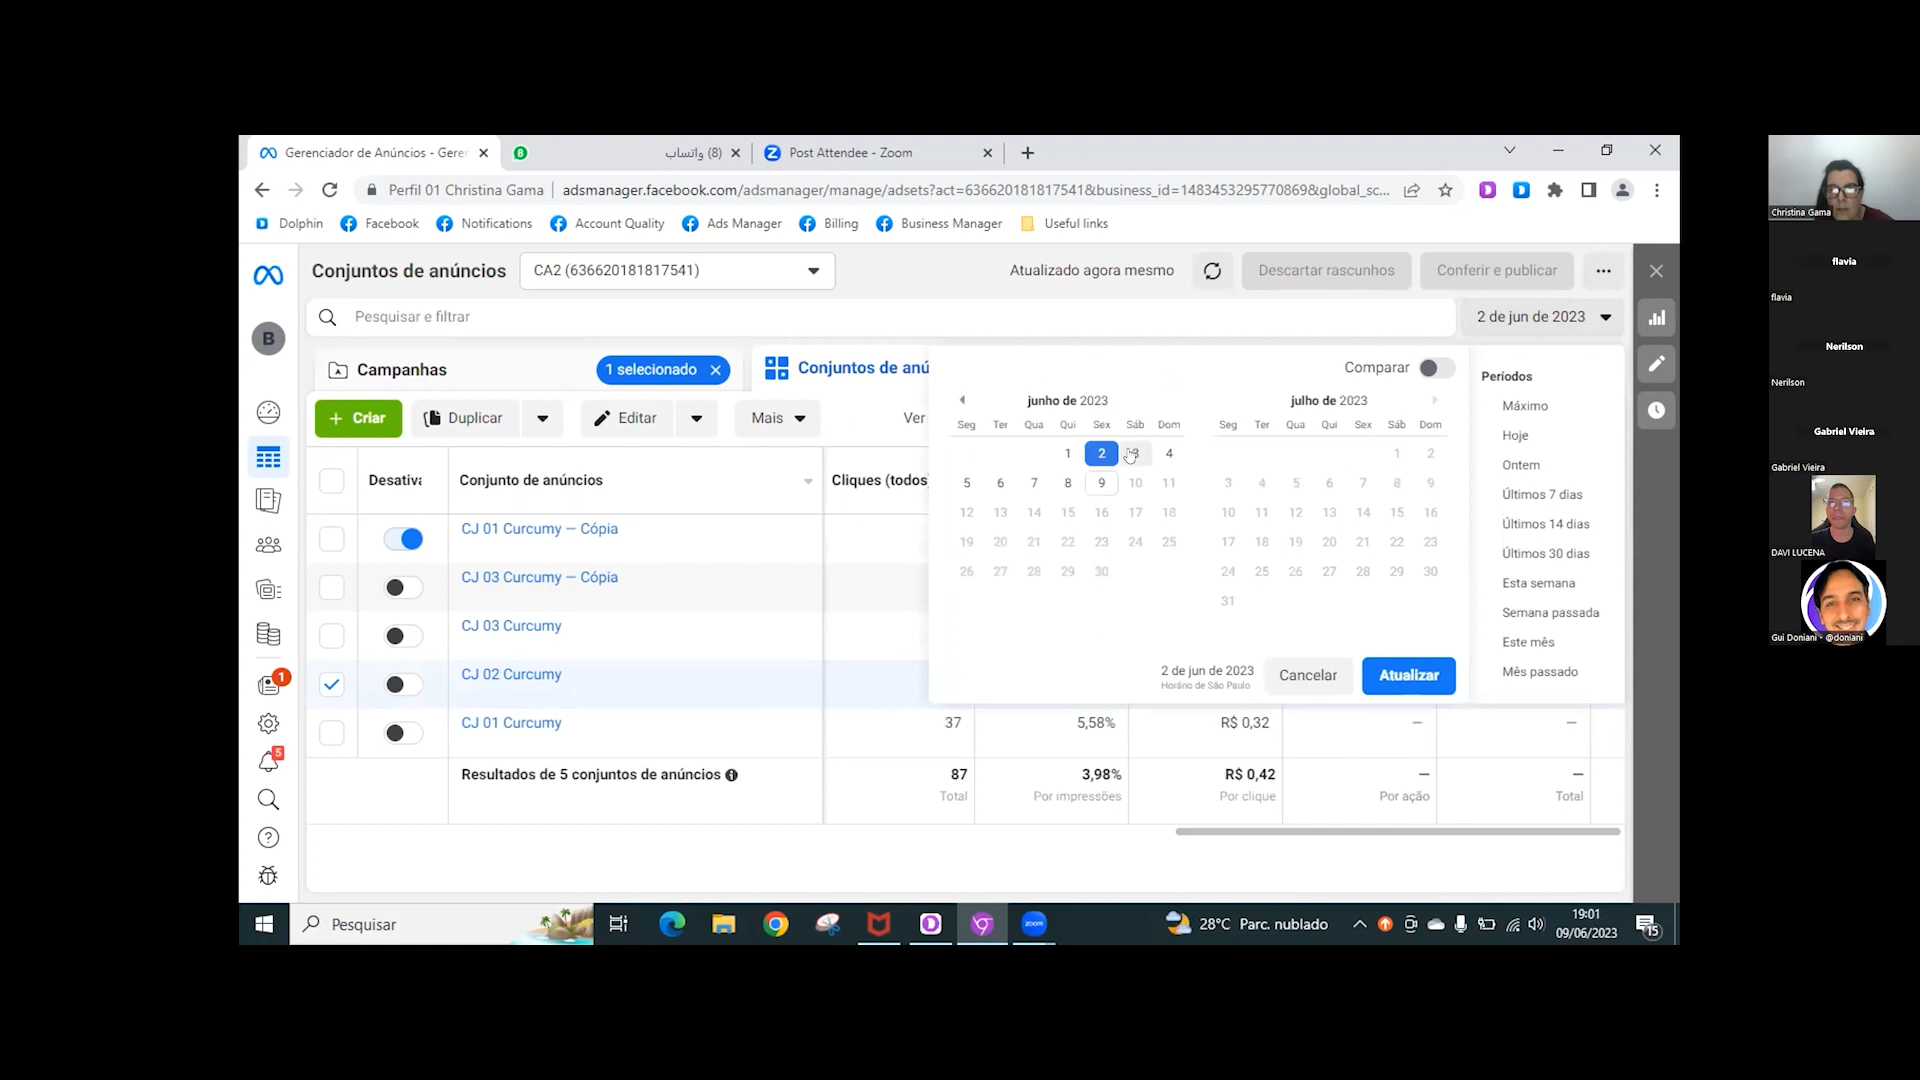 Gerenciador de Anúncios - Geren
(8) واتساب
Post Attendee - Zoom
Perfil 01 Christina Gama
adsmanager.facebook.com/adsmanager/manage/adsets?act=636620181817541&business_id=148345329577086​9&global_sc...
Dolphin
Facebook
Notifications
Account Quality
Ads Manager
Billing
Business Manager
Useful links
Conjuntos de anúncios
CA2 (636620181817541)
Atualizado agora mesmo
Descartar rascunhos
Conferir e publicar
B
Pesquisar e filtrar
2 de jun de 2023
Campanhas
1 selecionado
Conjuntos de anú
Criar
Duplicar
Editar
Mais
Ver
Comparar
junho de 2023
julho de 2023
Seg Ter Qua Qui Sex Sáb Dom
Seg Ter Qua Qui Sex Sáb Dom
1 2 3 4
1 2
5 6 7 8 9 10 11
3 4 5 6 7 8 9
12 13 14 15 16 17 18
10 11 12 13 14 15 16
19 20 21 22 23 24 25
17 18 19 20 21 22 23
26 27 28 29 30
24 25 26 27 28 29 30
31
2 de jun de 2023
Horário de São Paulo
Cancelar
Atualizar
Períodos
Máximo
Hoje
Ontem
Últimos 7 dias
Últimos 14 dias
Últimos 30 dias
Esta semana
Semana passada
Este mês
Mês passado
Desativa
Conjunto de anúncios
Cliques (todos)
CJ 01 Curcumy – Cópia
CJ 03 Curcumy – Cópia
CJ 03 Curcumy
CJ 02 Curcumy
CJ 01 Curcumy
37
5,58%
R$ 0,32
—
—
Resultados de 5 conjuntos de anúncios
87
3,98%
R$ 0,42
—
—
Total
Por impressões
Por clique
Por ação
Total
1
5
Pesquisar
zoom
28°C Parc. nublado
19:01
09/06/2023
15
Christina Gama
flavia
flavia
Nerilson
Nerilson
Gabriel Vieira
Gabriel Vieira
DAVI LUCENA
Gui Doniani - @doniani